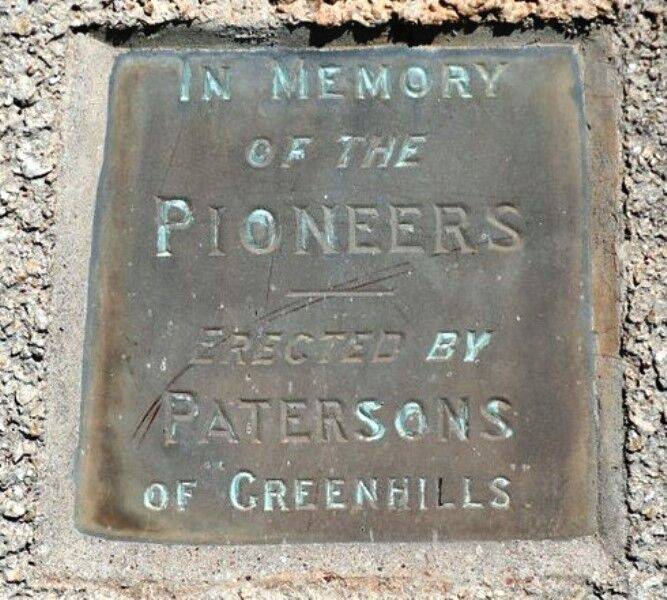 IN MEMORY
OF THE
PIONEERS
ERECTED BY
PATERSONS
OF "GREENHILLS"